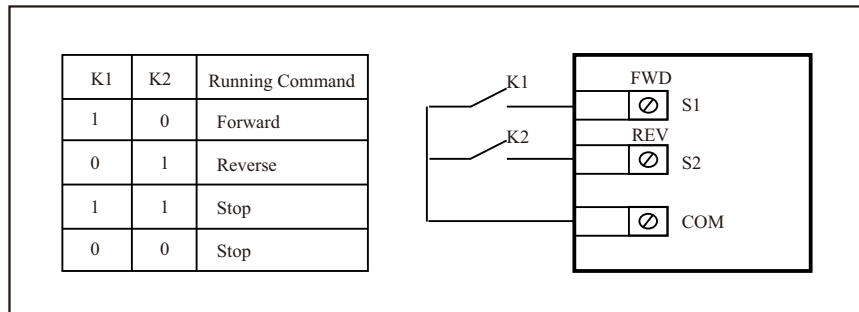 K1 K2 Running Command
1 0 Forward
0 1 Reverse
1 1 Stop
0 0 Stop
K1
K2
FWD
S1
REV
S2
COM